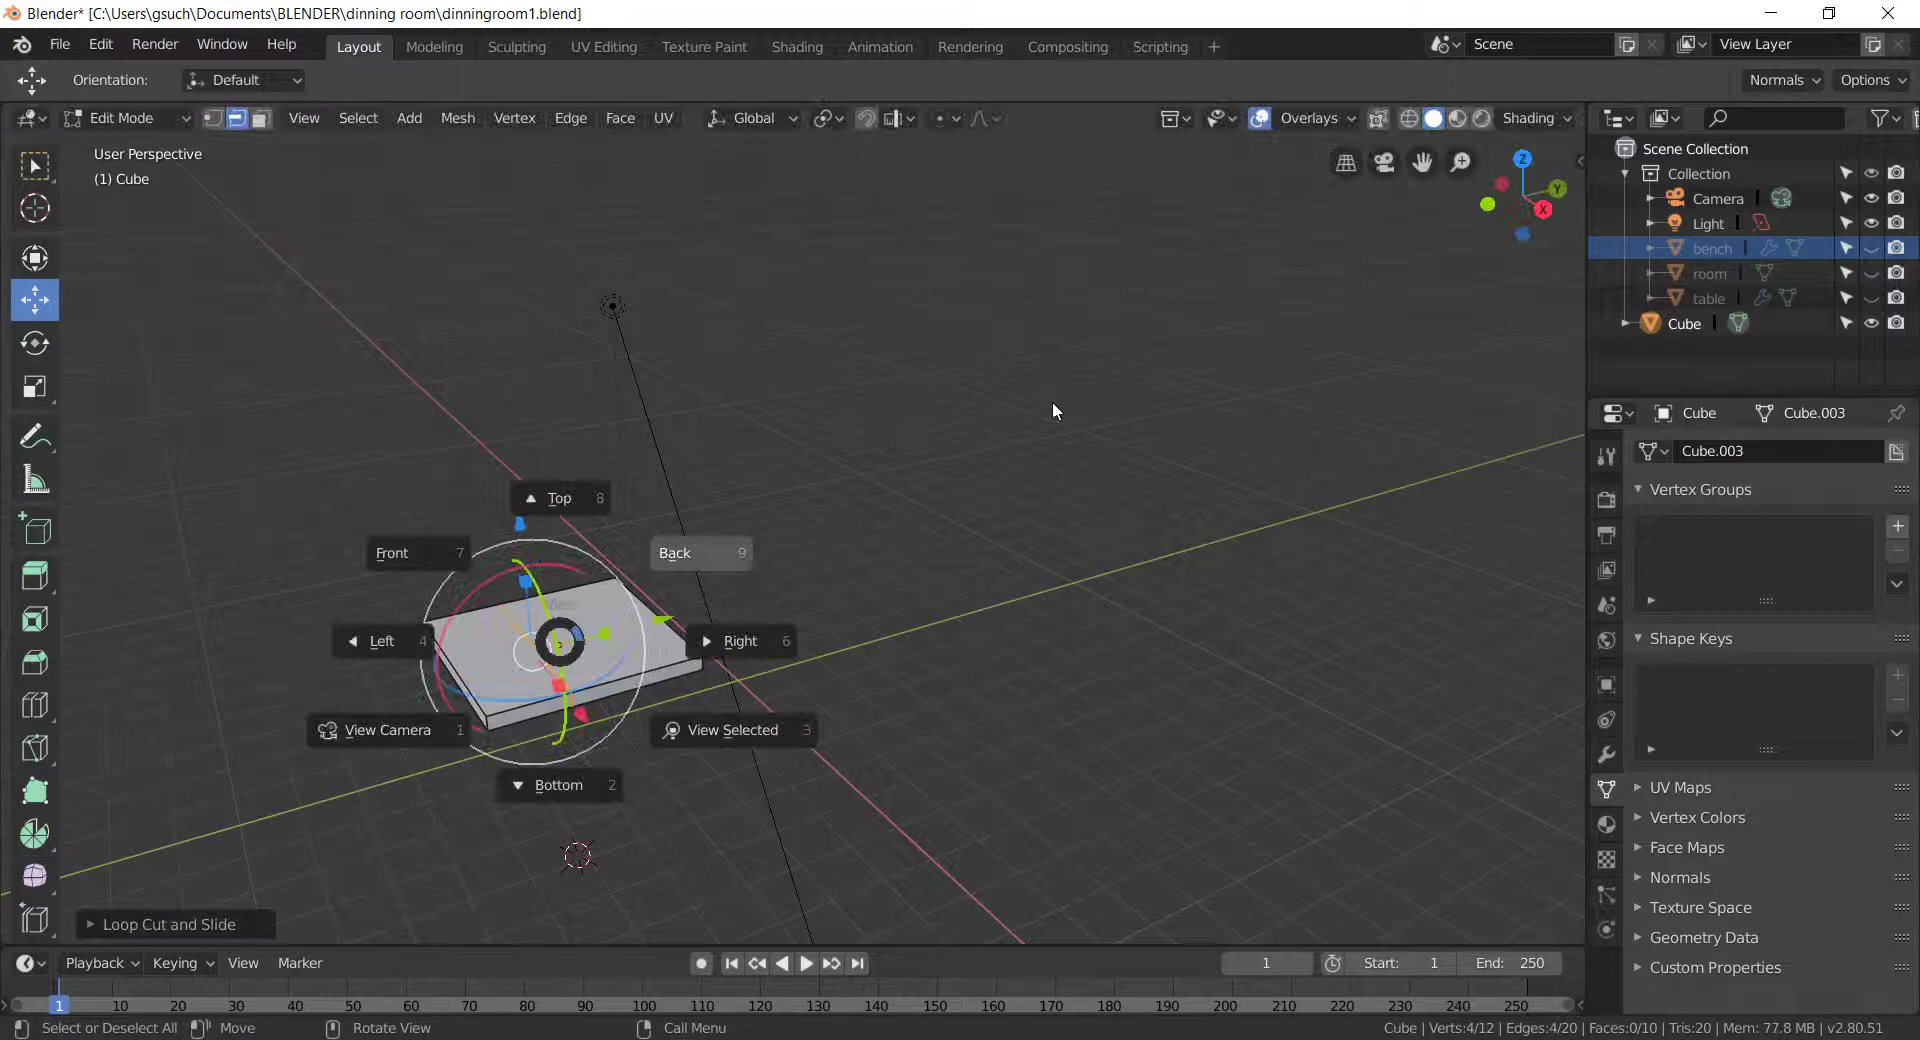 Blender* [C:\Users\gsuch\Documents\BLENDER\dinning room\dinningroom1.blend]
File Edit Render Window Help Layout Modeling Sculpting UV Editing Texture Paint Shading Animation Rendering Compositing Scripting + Scene View Layer
Orientation: Default Normals Options
Edit Mode View Select Add Mesh Vertex Edge Face UV Global Overlays Shading
User Perspective
(1) Cube
Z
Y
X
Scene Collection
Collection
Camera
Light
bench
room
table
Cube
Cube Cube.003
Cube.003
Vertex Groups
Shape Keys
UV Maps
Vertex Colors
Face Maps
Normals
Texture Space
Geometry Data
Custom Properties
Top 8
Front 7
Back 9
Left 4
Right 6
View Camera 1
View Selected 3
Bottom 2
Loop Cut and Slide
Playback Keying View Marker 1 Start: 1 End: 250
1 10 20 30 40 50 60 70 80 90 100 110 120 130 140 150 160 170 180 190 200 210 220 230 240 250
Select or Deselect All Move Rotate View Call Menu Cube | Verts:4/12 | Edges:4/20 | Faces:0/10 | Tris:20 | Mem: 77.8 MB | v2.80.51